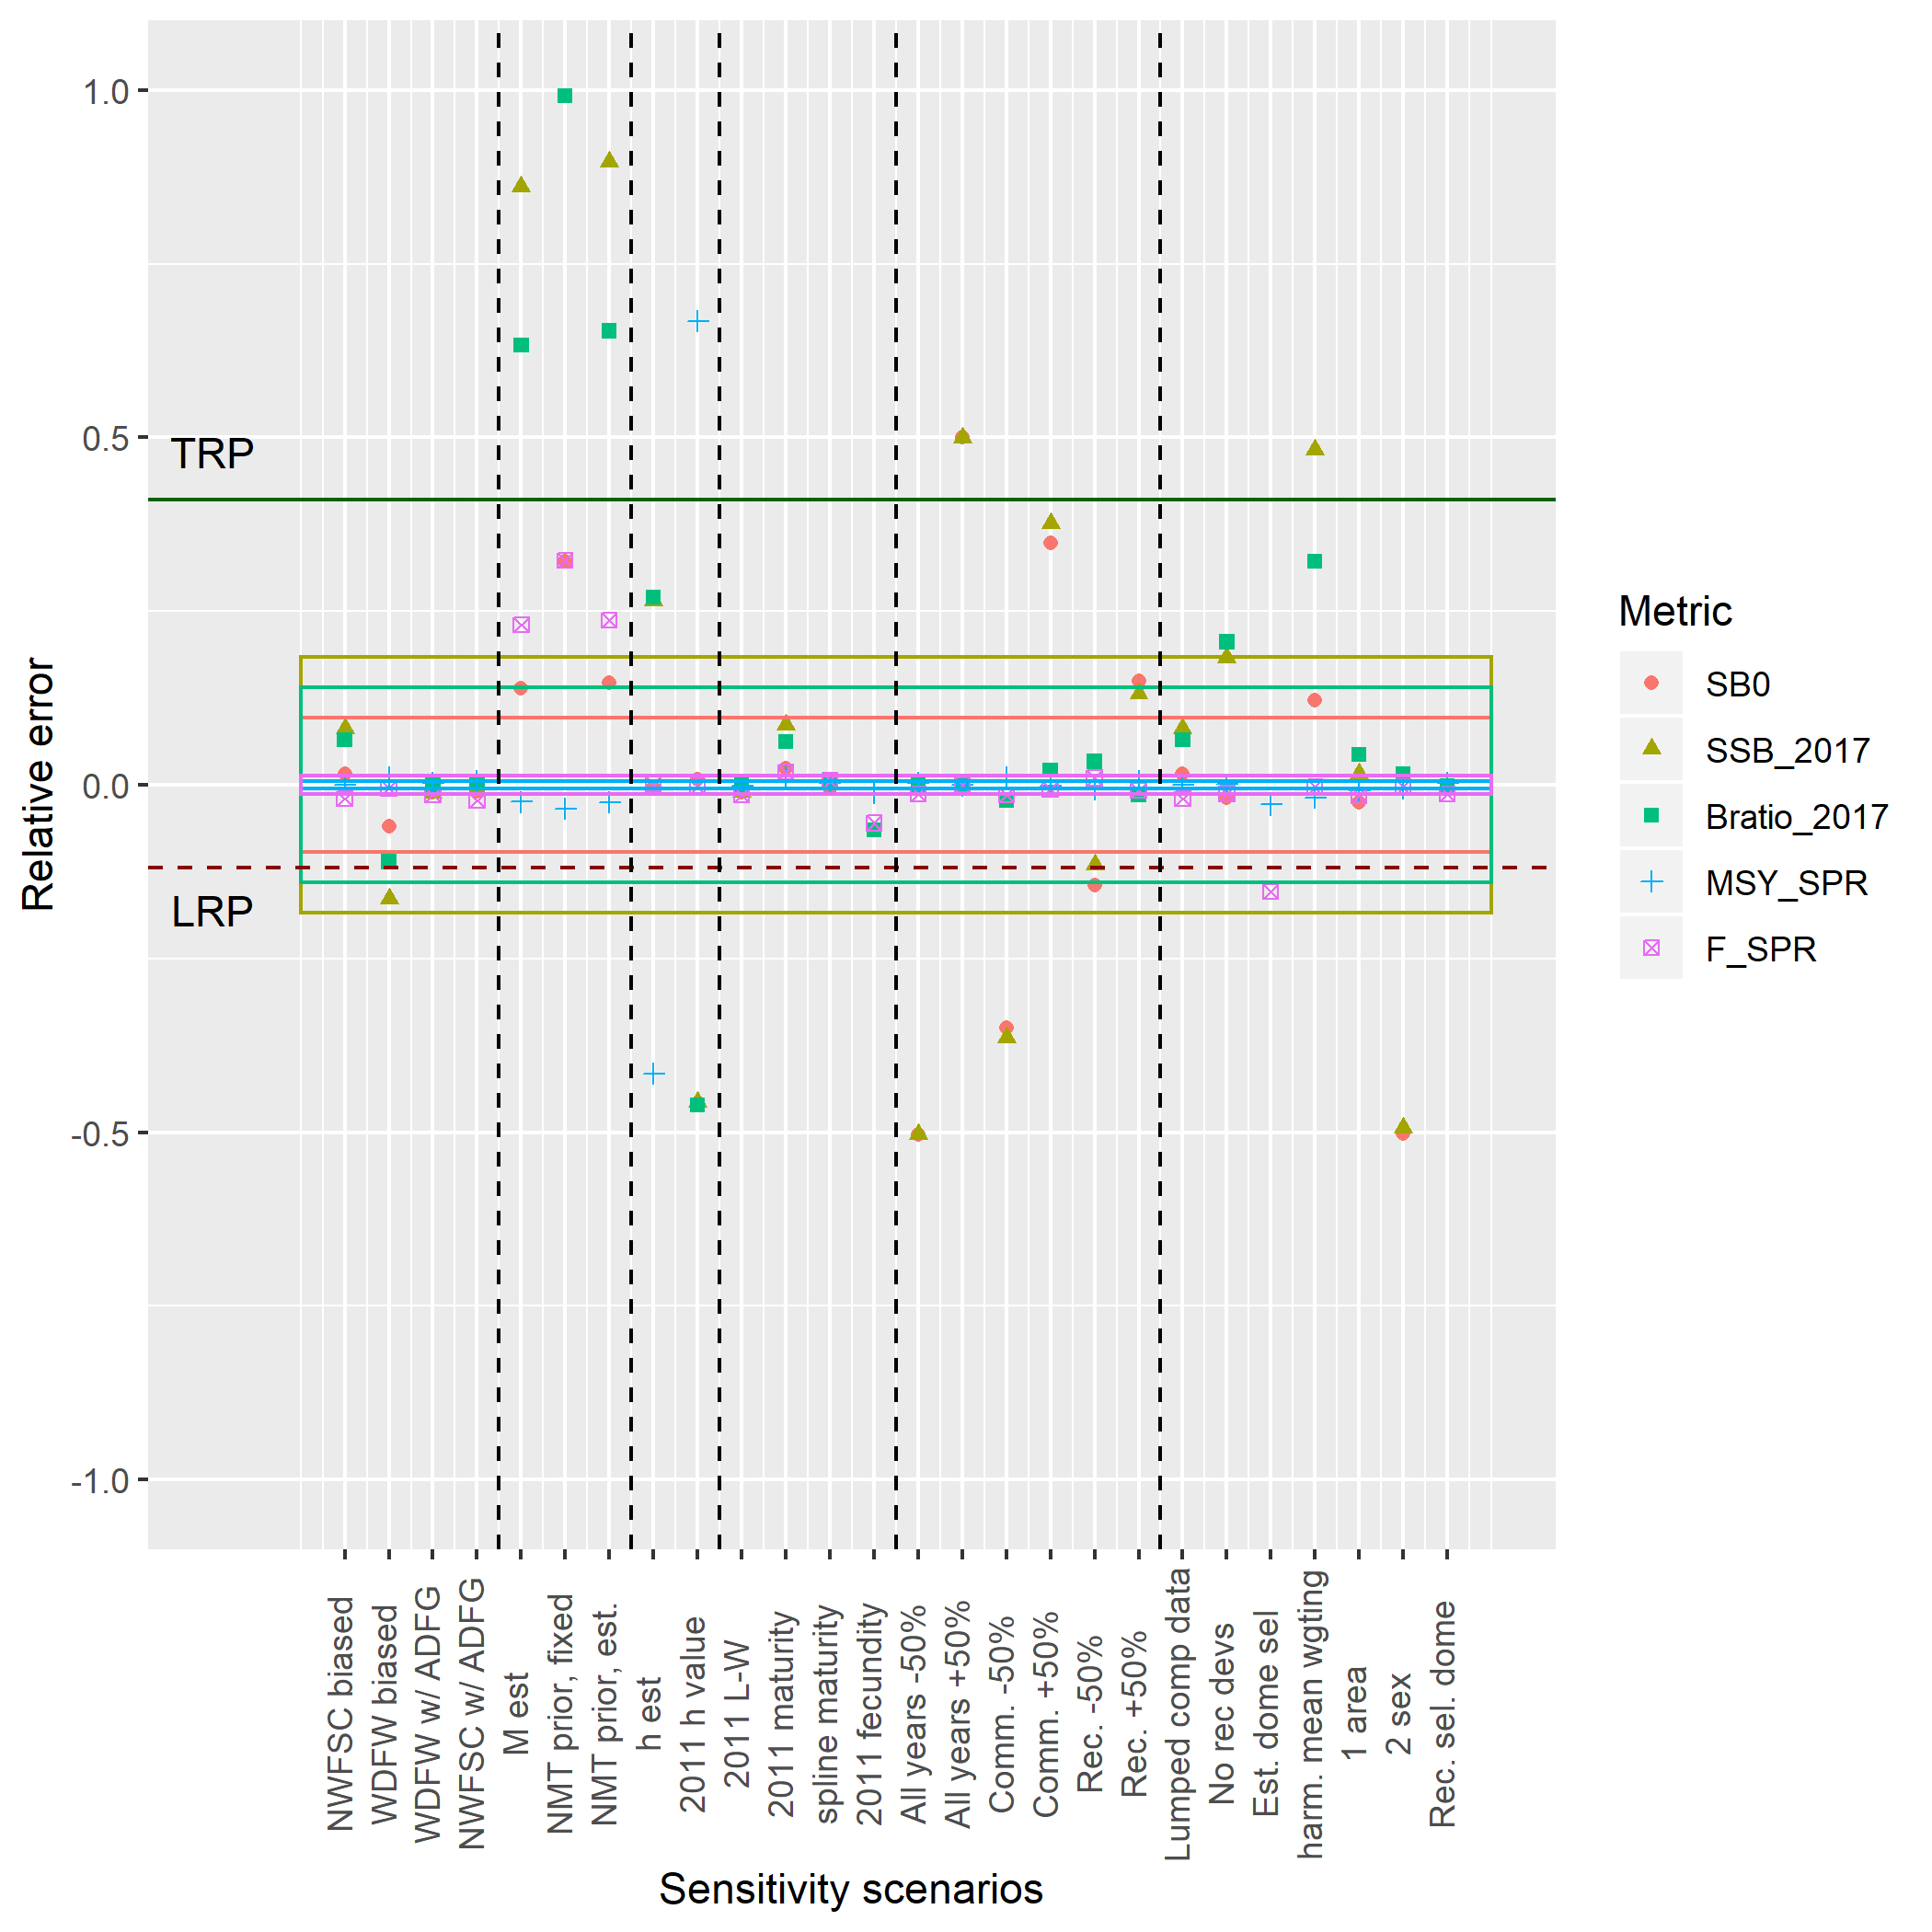 1.0
0.5
0.0
-0.5
-1.0
Relative error
TRP
LRP
NWFSC biased
WDFW biased
WDFW w/ ADFG
NWFSC w/ ADFG
M est
NMT prior, fixed
NMT prior, est.
h est
2011 h value
2011 L-W
2011 maturity
spline maturity
2011 fecundity
All years -50%
All years +50%
Comm. -50%
Comm. +50%
Rec. -50%
Rec. +50%
Lumped comp data
No rec devs
Est. dome sel
harm. mean wgting
1 area
2 sex
Rec. sel. dome
Sensitivity scenarios
Metric
SB0
SSB_2017
Bratio_2017
MSY_SPR
F_SPR